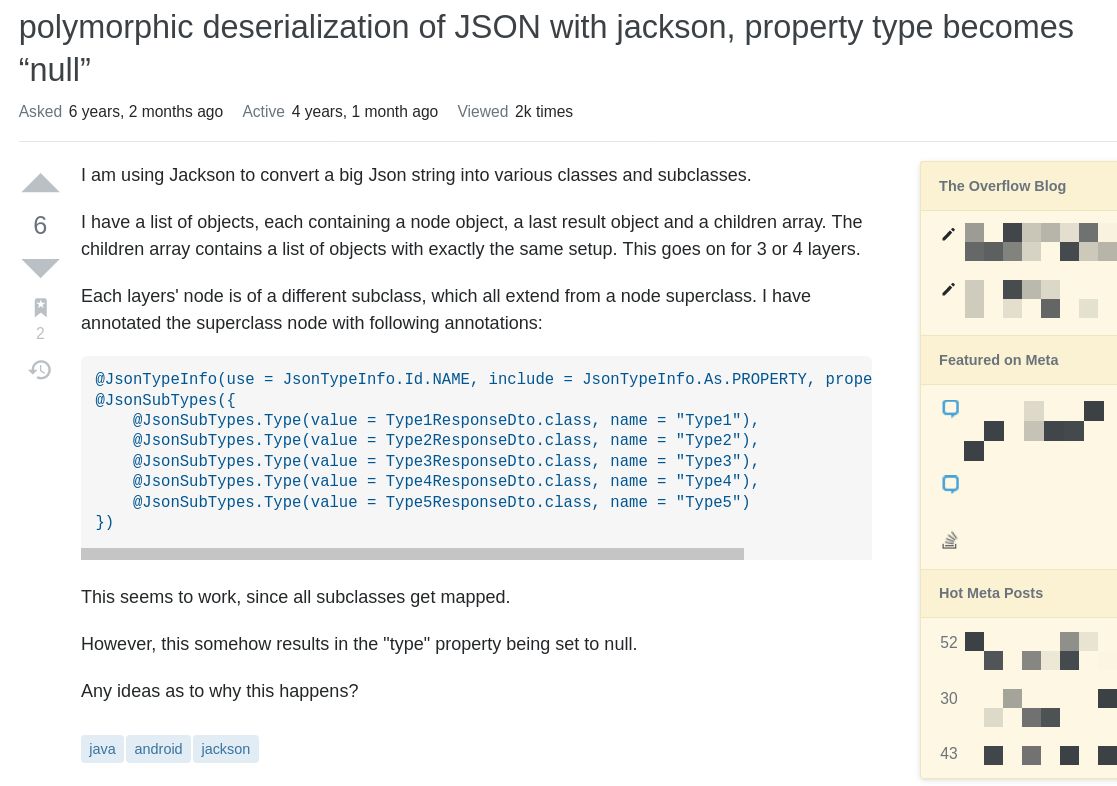 polymorphic deserialization of JSON with jackson, property type becomes
“null”
Asked 6 years, 2 months ago Active 4 years, 1 month ago Viewed 2k times
6
2
I am using Jackson to convert a big Json string into various classes and subclasses.
I have a list of objects, each containing a node object, a last result object and a children array. The
children array contains a list of objects with exactly the same setup. This goes on for 3 or 4 layers.
Each layers' node is of a different subclass, which all extend from a node superclass. I have
annotated the superclass node with following annotations:
@JsonTypeInfo(use = JsonTypeInfo.Id.NAME, include = JsonTypeInfo.As.PROPERTY, prope
@JsonSubTypes({
    @JsonSubTypes.Type(value = Type1ResponseDto.class, name = "Type1"),
    @JsonSubTypes.Type(value = Type2ResponseDto.class, name = "Type2"),
    @JsonSubTypes.Type(value = Type3ResponseDto.class, name = "Type3"),
    @JsonSubTypes.Type(value = Type4ResponseDto.class, name = "Type4"),
    @JsonSubTypes.Type(value = Type5ResponseDto.class, name = "Type5")
})
This seems to work, since all subclasses get mapped.
However, this somehow results in the "type" property being set to null.
Any ideas as to why this happens?
java android jackson
The Overflow Blog
Featured on Meta
Hot Meta Posts
52
30
43